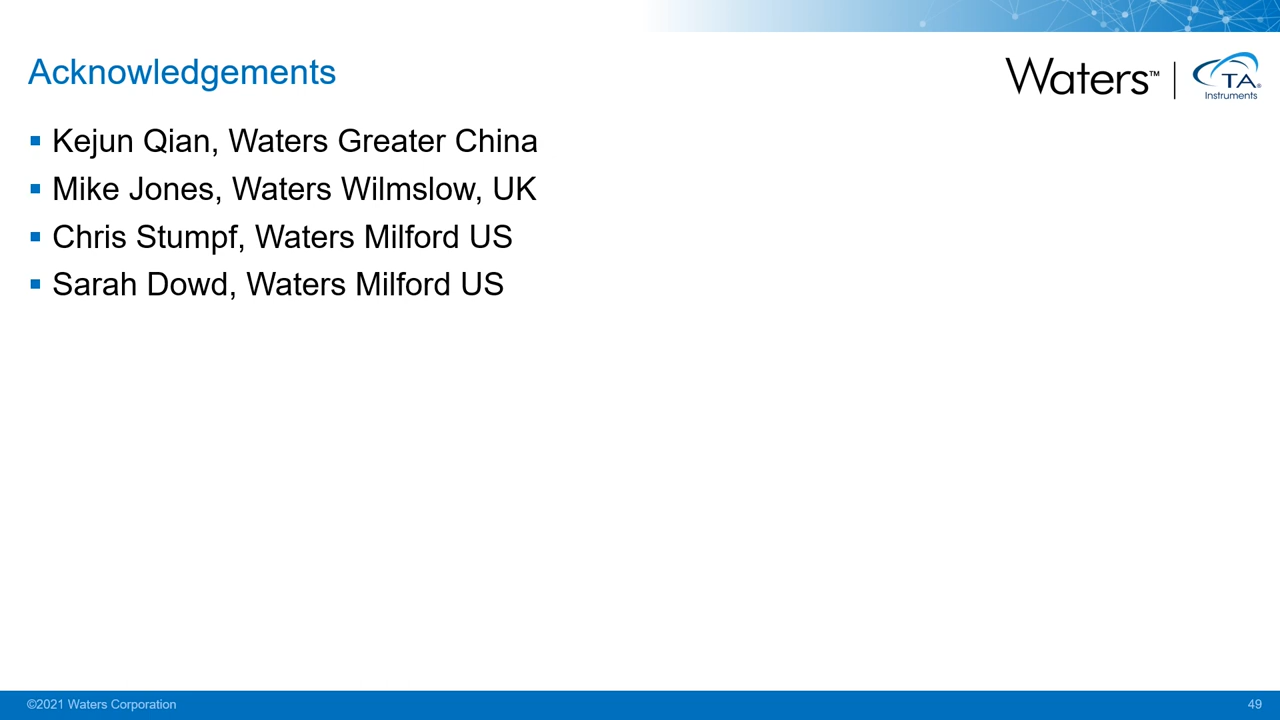 Acknowledgements
Waters™ | TA®
Instruments
▪ Kejun Qian, Waters Greater China
▪ Mike Jones, Waters Wilmslow, UK
▪ Chris Stumpf, Waters Milford US
▪ Sarah Dowd, Waters Milford US
©2021 Waters Corporation
49